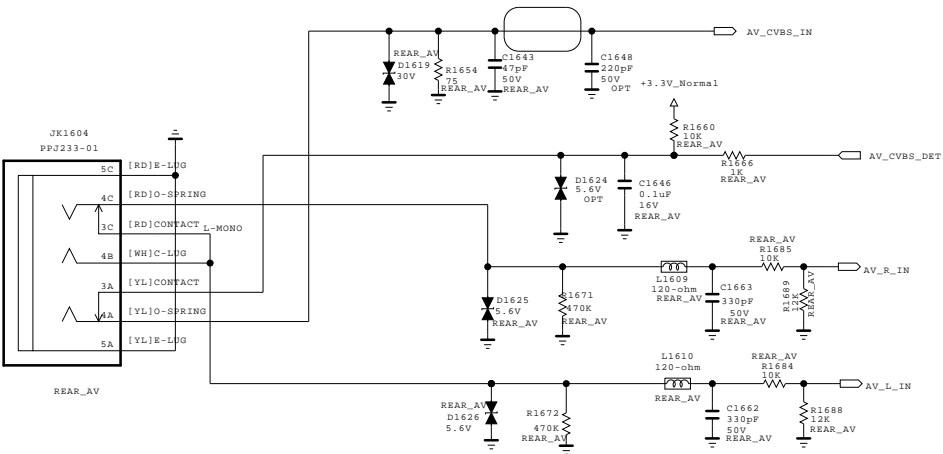 AV_CVBS_IN
REAR_AV
D1619
30V
R1654
75
REAR_AV
C1643
47pF
50V
REAR_AV
C1648
220pF
50V
OPT
+3.3V_Normal
R1660
10K
REAR_AV
AV_CVBS_DET
R1666
1K
REAR_AV
D1624
5.6V
OPT
C1646
0.1uF
16V
REAR_AV
JK1604
PPJ233-01
5C
[RD]E-LUG
4C
[RD]O-SPRING
3C
[RD]CONTACT
L-MONO
4B
[WH]C-LUG
3A
[YL]CONTACT
4A
[YL]O-SPRING
5A
[YL]E-LUG
REAR_AV
D1625
5.6V
REAR_AV
R1671
470K
REAR_AV
L1609
120-ohm
REAR_AV
C1663
330pF
50V
REAR_AV
REAR_AV
R1685
10K
R1689
12K
REAR_AV
AV_R_IN
REAR_AV
D1626
5.6V
R1672
470K
REAR_AV
L1610
120-ohm
REAR_AV
C1662
330pF
50V
REAR_AV
REAR_AV
R1684
10K
R1688
12K
REAR_AV
AV_L_IN